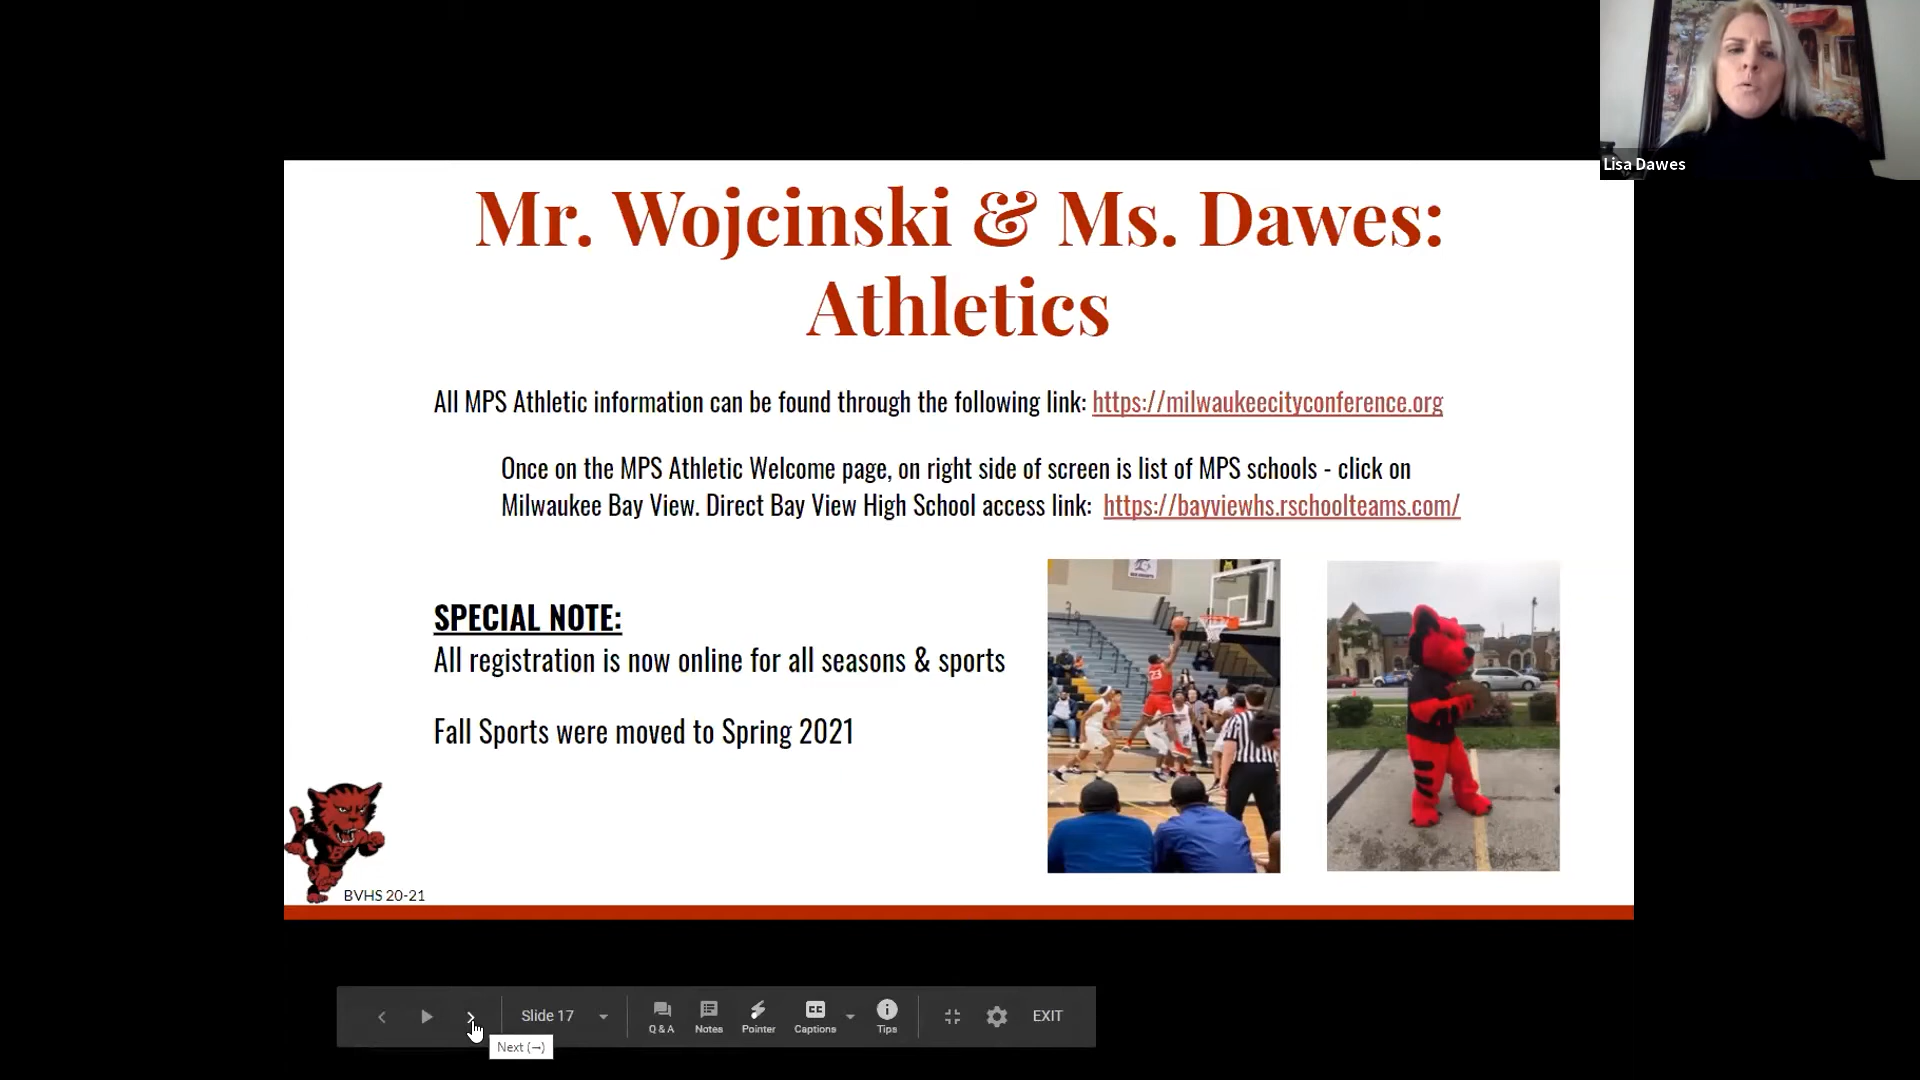 Lisa Dawes
Mr. Wojcinski & Ms. Dawes:
Athletics
All MPS Athletic information can be found through the following link: https://milwaukeecityconference.org
Once on the MPS Athletic Welcome page, on right side of screen is list of MPS schools - click on
Milwaukee Bay View. Direct Bay View High School access link: https://bayviewhs.rschoolteams.com/
SPECIAL NOTE:
All registration is now online for all seasons & sports
Fall Sports were moved to Spring 2021
23
BVHS 20-21
Slide 17
Q & A
Notes
Pointer
CC
Captions
Tips
EXIT
Next (→)